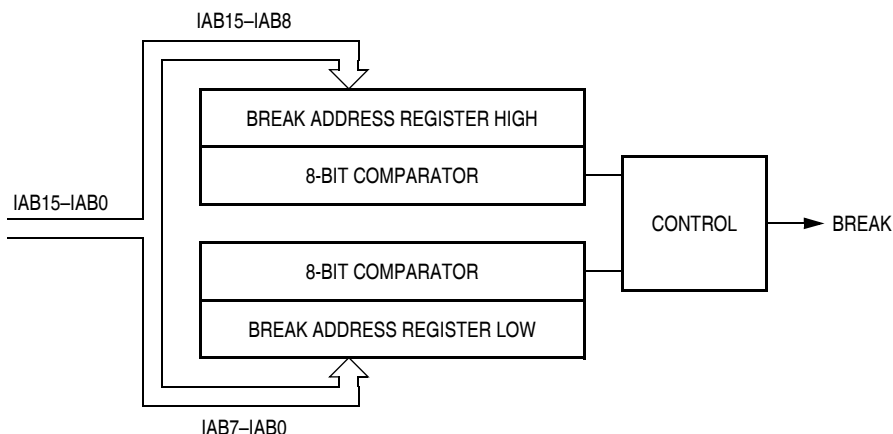 IAB15–IAB8
BREAK ADDRESS REGISTER HIGH
8-BIT COMPARATOR
IAB15–IAB0
CONTROL
BREAK
8-BIT COMPARATOR
BREAK ADDRESS REGISTER LOW
IAB7–IAB0